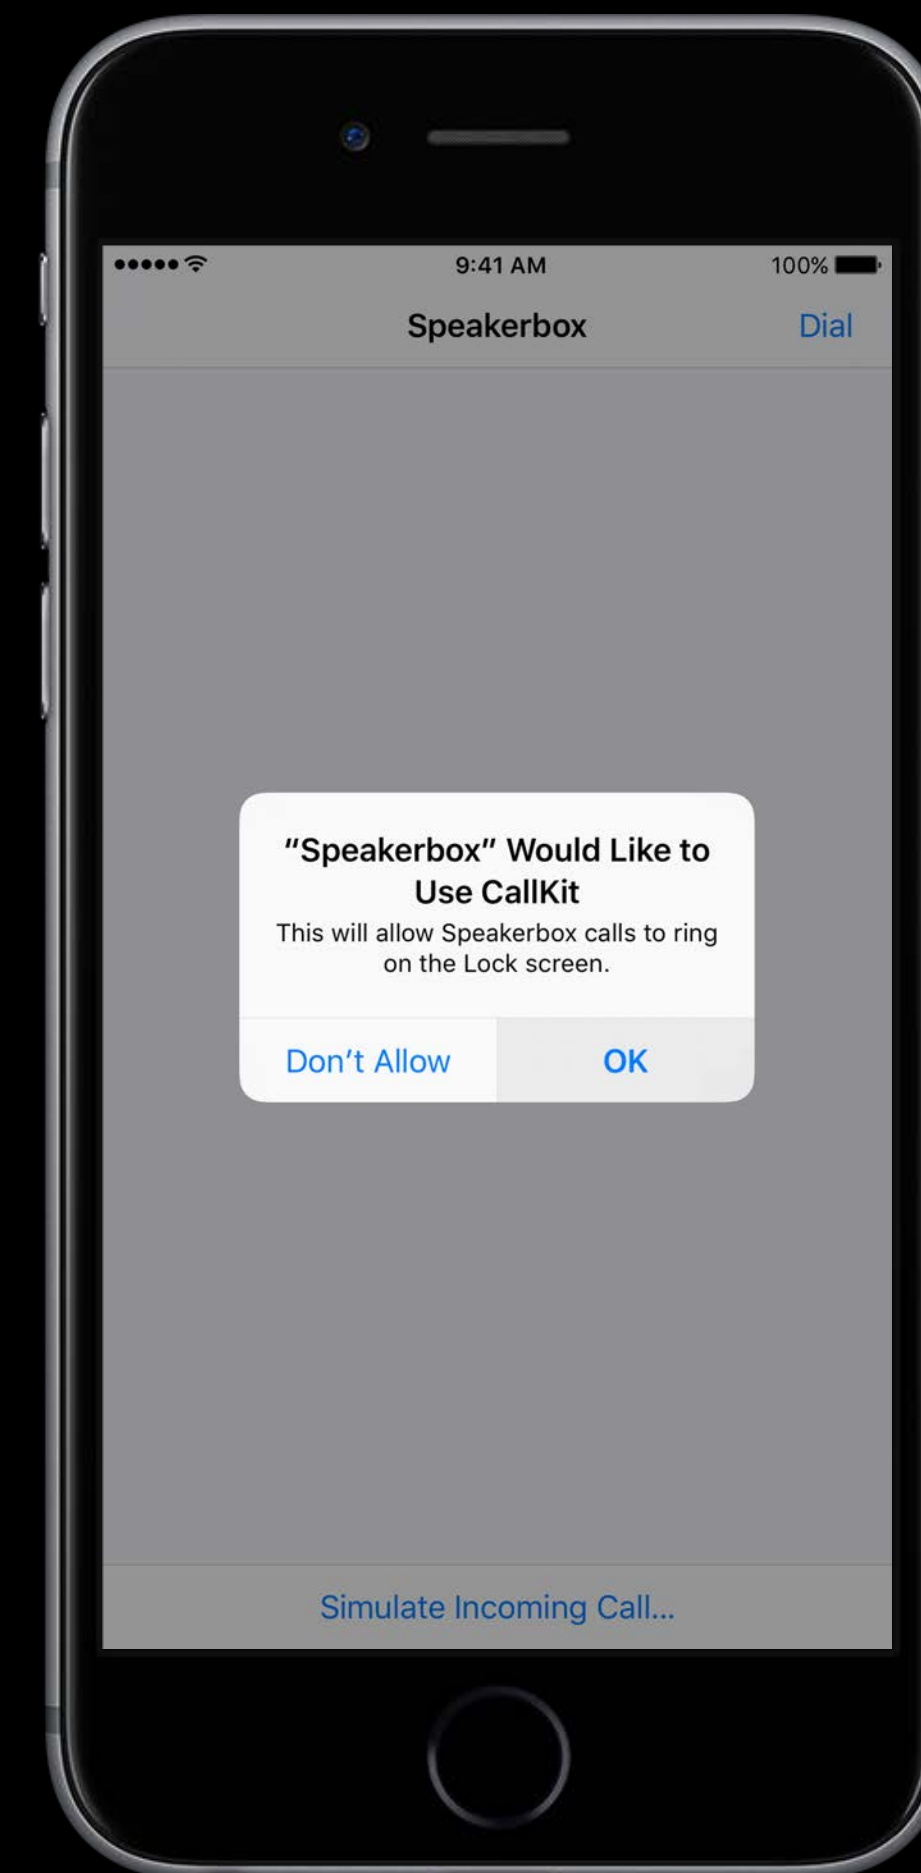 9:41 AM
100%
Speakerbox
Dial
"Speakerbox" Would Like to
Use CallKit
This will allow Speakerbox calls to ring
on the Lock screen.
Don't Allow
OK
Simulate Incoming Call...